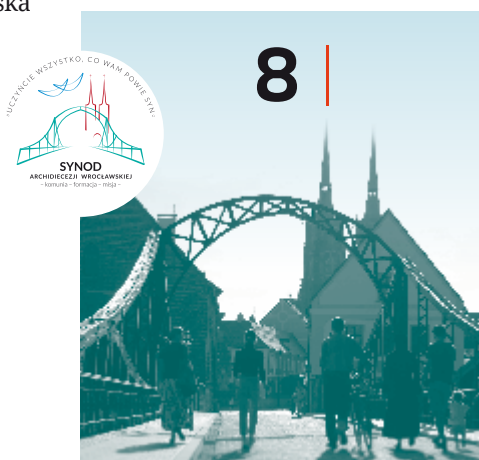 ska
8
„UCZYŃCIE WSZYSTKO, CO WAM POWIE SYN”
SYNOD
ARCHIDIECEZJI WROCŁAWSKIEJ
– komunia – formacja – misja –